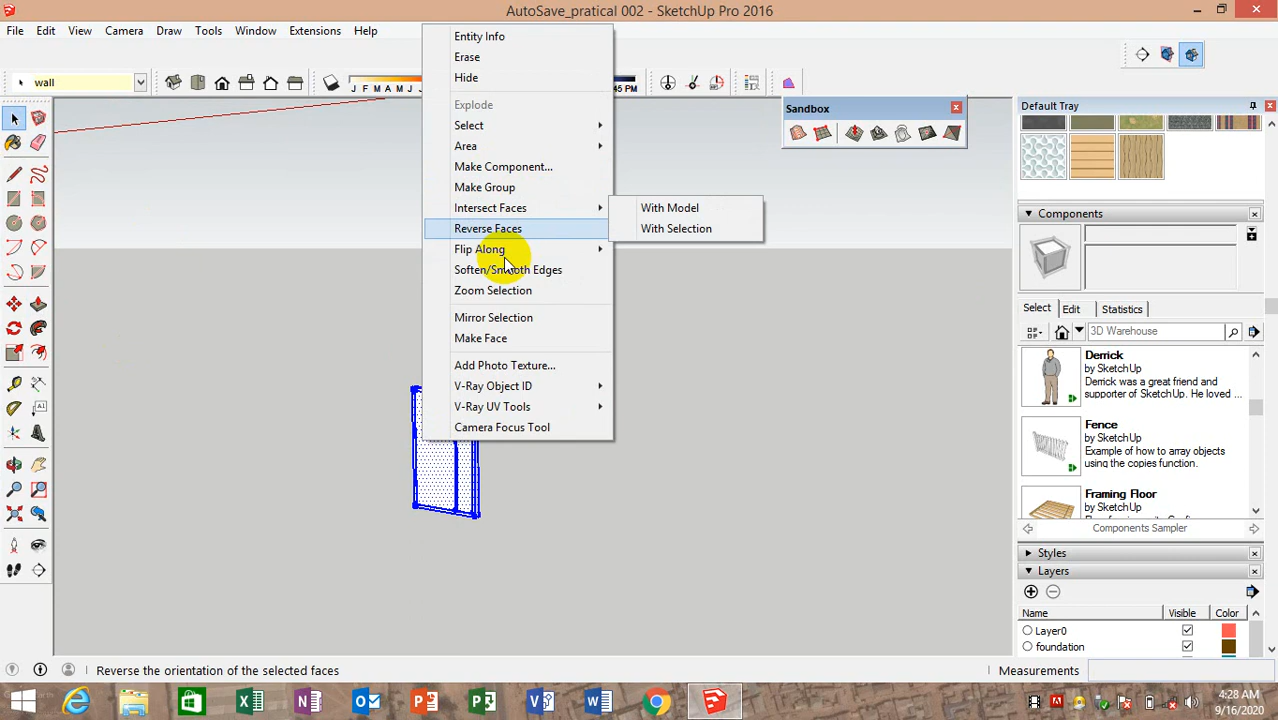 AutoSave_pratical 002 - SketchUp Pro 2016
File Edit View Camera Draw Tools Window Extensions Help
wall
J F M A M J
45 PM
Entity Info
Erase
Hide
Explode
Select
Area
Make Component...
Make Group
Intersect Faces
Reverse Faces
Flip Along
Soften/Smooth Edges
Zoom Selection
Mirror Selection
Make Face
Add Photo Texture...
V-Ray Object ID
V-Ray UV Tools
Camera Focus Tool
With Model
With Selection
Sandbox
Default Tray
Components
Select Edit Statistics
3D Warehouse
Derrick
by SketchUp
Derrick was a great friend and
supporter of SketchUp. He loved ...
Fence
by SketchUp
Example of how to array objects
using the copies function.
Framing Floor
by SketchUp
Components Sampler
Styles
Layers
Name Visible Color
Layer0
foundation
Reverse the orientation of the selected faces
Measurements
4:28 AM
9/16/2020